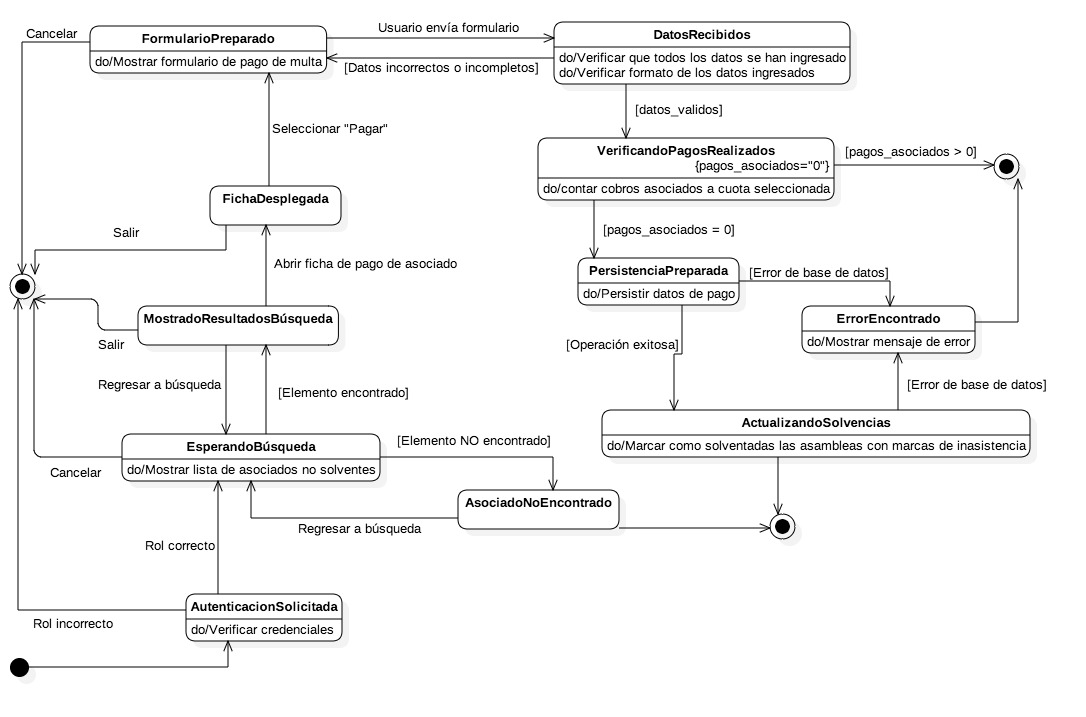 Cancelar
FormularioPreparado
do/Mostrar formulario de pago de multa
Usuario envía formulario
[Datos incorrectos o incompletos]
DatosRecibidos
do/Verificar que todos los datos se han ingresado
do/Verificar formato de los datos ingresados
Seleccionar "Pagar"
[datos_validos]
VerificandoPagosRealizados
{pagos_asociados="0"}
do/contar cobros asociados a cuota seleccionada
[pagos_asociados > 0]
FichaDesplegada
Salir
[pagos_asociados = 0]
Abrir ficha de pago de asociado
PersistenciaPreparada
do/Persistir datos de pago
[Error de base de datos]
MostradoResultadosBúsqueda
ErrorEncontrado
do/Mostrar mensaje de error
Salir
[Operación exitosa]
Regresar a búsqueda
[Elemento encontrado]
[Error de base de datos]
ActualizandoSolvencias
do/Marcar como solventadas las asambleas con marcas de inasistencia
EsperandoBúsqueda
do/Mostrar lista de asociados no solventes
[Elemento NO encontrado]
Cancelar
AsociadoNoEncontrado
Regresar a búsqueda
Rol correcto
AutenticacionSolicitada
do/Verificar credenciales
Rol incorrecto